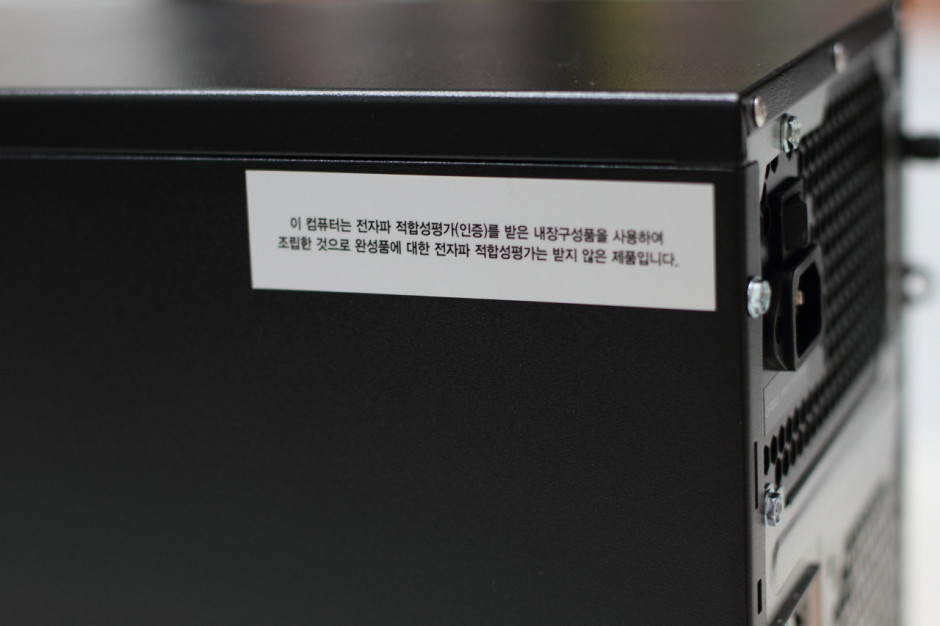 이 컴퓨터는 전자파 적합성평가(인증)를 받은 내장구성품을 사용하여
조립한 것으로 완성품에 대한 전자파 적합성평가는 받지 않은 제품입니다.